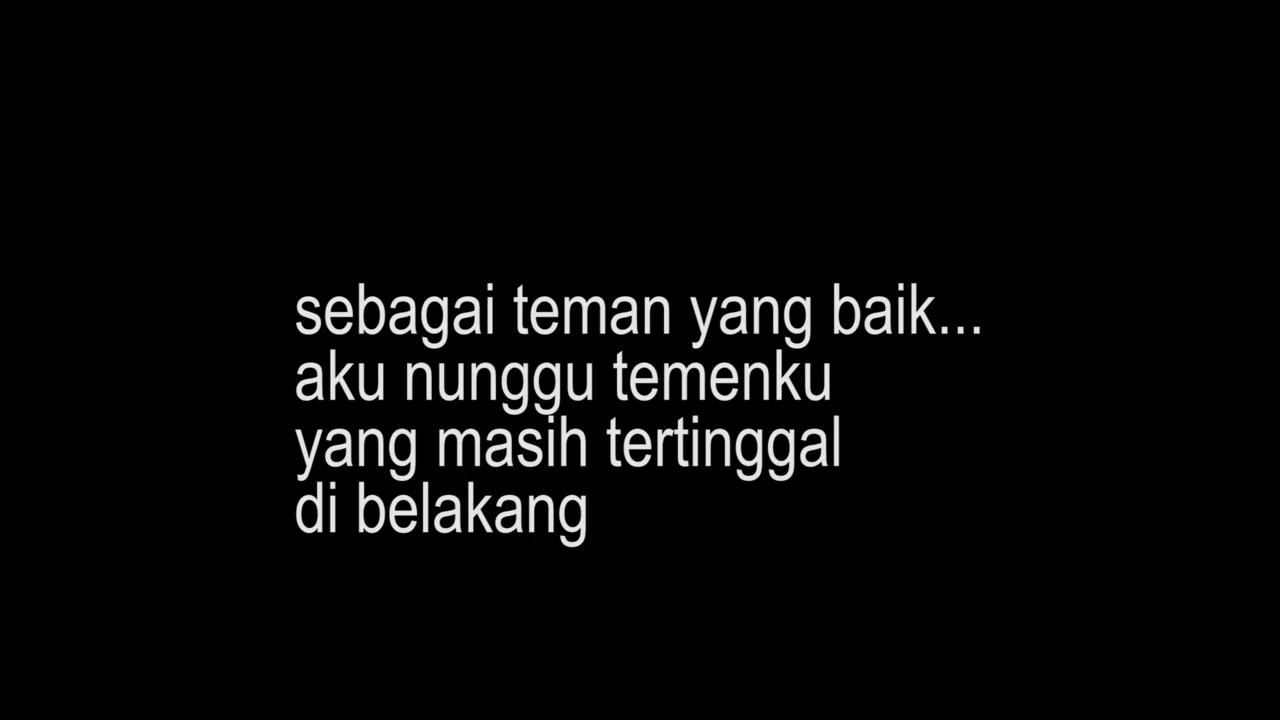 sebagai teman yang baik...
aku nunggu temenku
yang masih tertinggal
di belakang